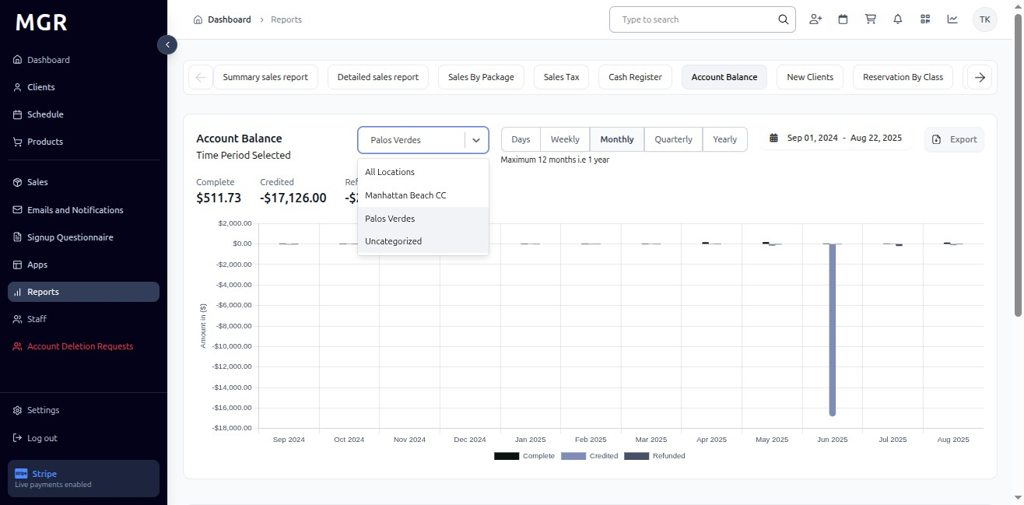 MGR
Dashboard
Clients
Schedule
Products
Sales
Emails and Notifications
Signup Questionnaire
Apps
Reports
Staff
Account Deletion Requests
Settings
Log out
stripe Stripe
Live payments enabled
Dashboard > Reports
Type to search
TK
Summary sales report
Detailed sales report
Sales By Package
Sales Tax
Cash Register
Account Balance
New Clients
Reservation By Class
Account Balance
Time Period Selected
Palos Verdes
All Locations
Manhattan Beach CC
Palos Verdes
Uncategorized
Days Weekly Monthly Quarterly Yearly
Maximum 12 months i.e 1 year
Sep 01, 2024 - Aug 22, 2025
Export
Complete
$511.73
Credited
-$17,126.00
$2,000.00
$0.00
-$2,000.00
-$4,000.00
-$6,000.00
-$8,000.00
-$10,000.00
-$12,000.00
-$14,000.00
-$16,000.00
-$18,000.00
Amount in ($)
Sep 2024 Oct 2024 Nov 2024 Dec 2024 Jan 2025 Feb 2025 Mar 2025 Apr 2025 May 2025 Jun 2025 Jul 2025 Aug 2025
Complete Credited Refunded